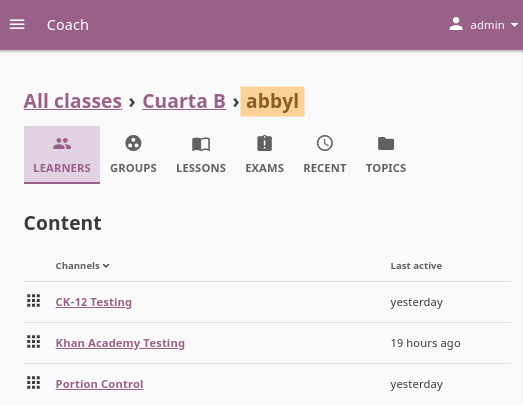 Coach admin
All classes › Cuarta B › abbyl
LEARNERS GROUPS LESSONS EXAMS RECENT TOPICS
Content
Channels Last active
CK-12 Testing yesterday
Khan Academy Testing 19 hours ago
Portion Control yesterday